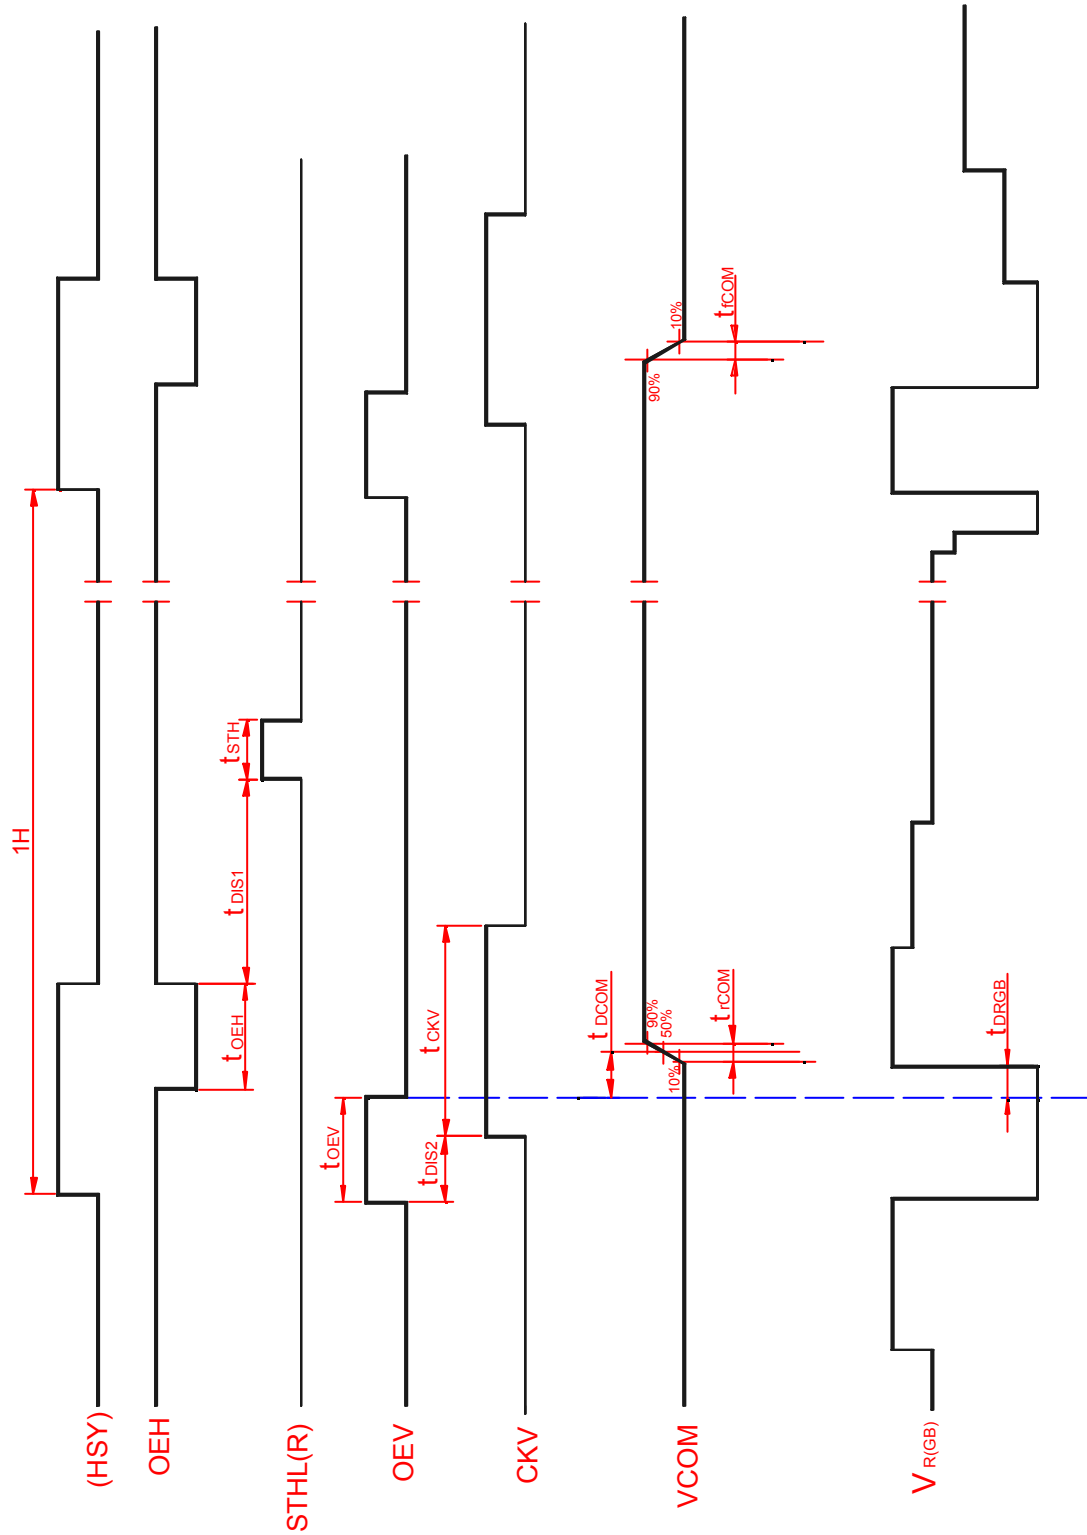 1H
(HSY)
OEH
tOEH
tDIS1
tSTH
STHL(R)
tOEV
OEV
tDIS2
tCKV
CKV
tDCOM
10%
50%
90%
trCOM
90%
10%
tfCOM
VCOM
tDRGB
VR(GB)